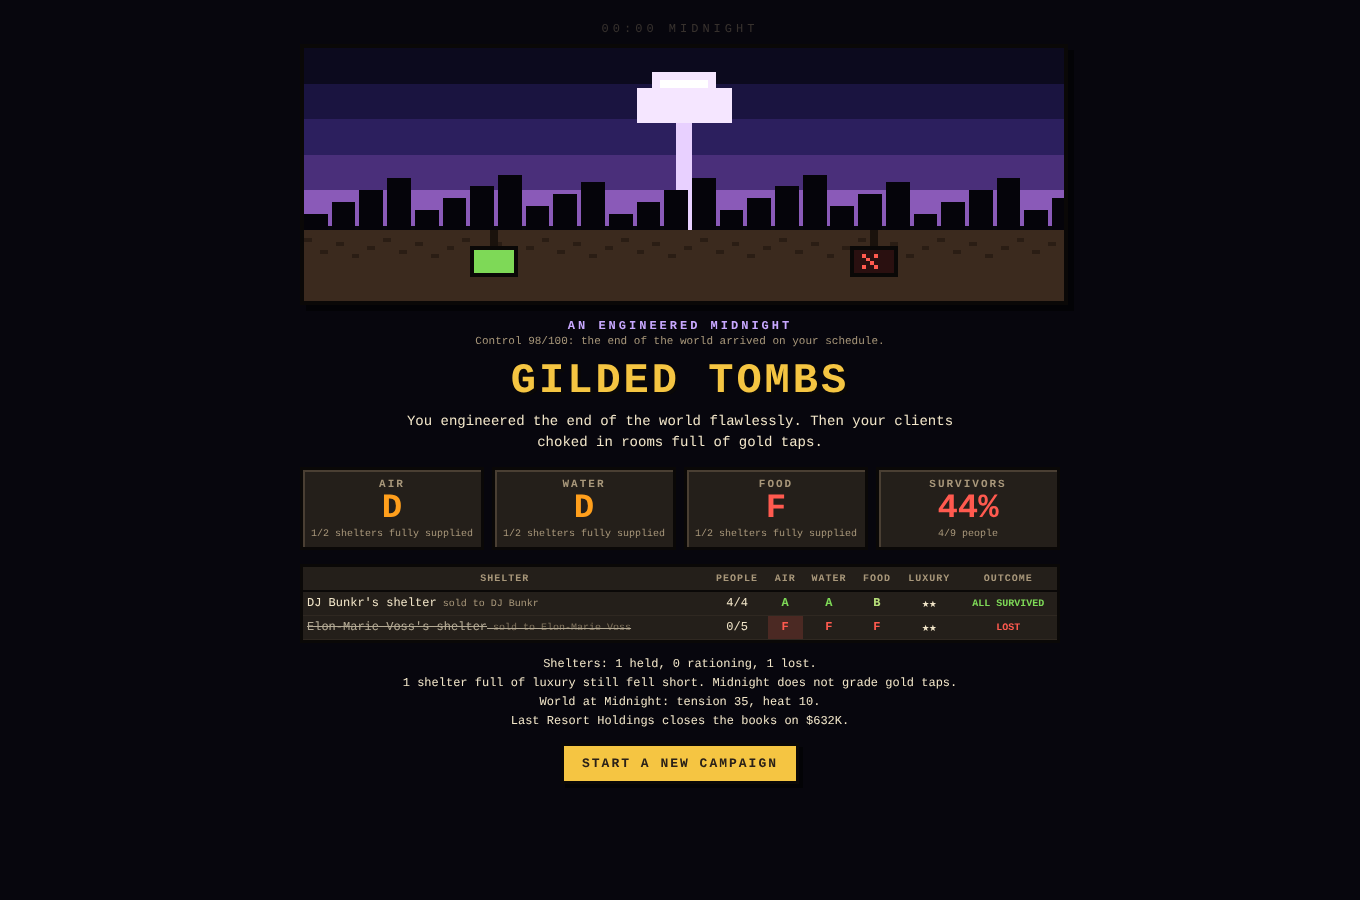 00:00 MIDNIGHT
AN ENGINEERED MIDNIGHT
Control 98/100: the end of the world arrived on your schedule.
GILDED TOMBS
You engineered the end of the world flawlessly. Then your clients
choked in rooms full of gold taps.
AIR
D
1/2 shelters fully supplied
WATER
D
1/2 shelters fully supplied
FOOD
F
1/2 shelters fully supplied
SURVIVORS
44%
4/9 people
SHELTER PEOPLE AIR WATER FOOD LUXURY OUTCOME
DJ Bunkr's shelter sold to DJ Bunkr 4/4 A A B ★★ ALL SURVIVED
Elon-Marie Voss's shelter sold to Elon-Marie Voss 0/5 F F F ★★ LOST
Shelters: 1 held, 0 rationing, 1 lost.
1 shelter full of luxury still fell short. Midnight does not grade gold taps.
World at Midnight: tension 35, heat 10.
Last Resort Holdings closes the books on $632K.
START A NEW CAMPAIGN